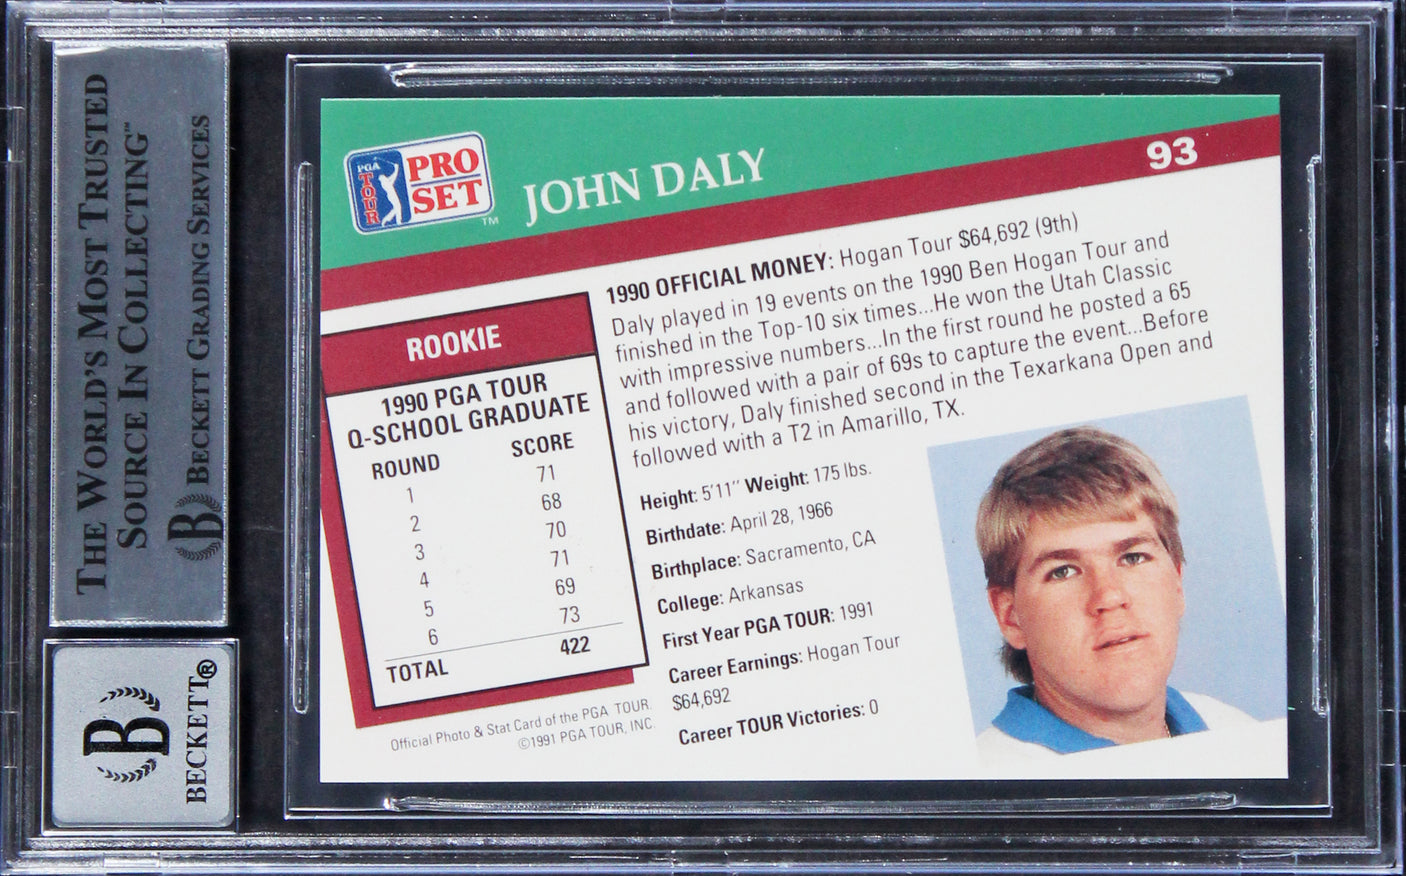 THE WORLD'S MOST TRUSTED
SOURCE IN COLLECTING™
BECKETT GRADING SERVICES
B
B
BECKETT®
PGA
TOUR
PRO
SET
™
JOHN DALY
93
ROOKIE
1990 PGA TOUR
Q-SCHOOL GRADUATE
ROUND SCORE
1 71
2 68
3 70
4 71
5 69
6 73
TOTAL 422
Official Photo & Stat Card of the PGA TOUR.
©1991 PGA TOUR, INC.
1990 OFFICIAL MONEY: Hogan Tour $64,692 (9th)
Daly played in 19 events on the 1990 Ben Hogan Tour and
finished in the Top-10 six times...He won the Utah Classic
with impressive numbers...In the first round he posted a 65
and followed with a pair of 69s to capture the event...Before
his victory, Daly finished second in the Texarkana Open and
followed with a T2 in Amarillo, TX.
Height: 5'11" Weight: 175 lbs.
Birthdate: April 28, 1966
Birthplace: Sacramento, CA
College: Arkansas
First Year PGA TOUR: 1991
Career Earnings: Hogan Tour
$64,692
Career TOUR Victories: 0